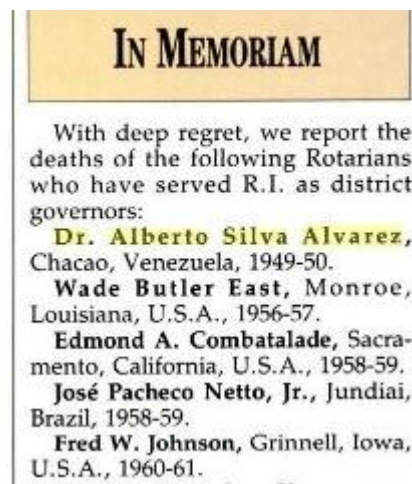 IN MEMORIAM
With deep regret, we report the
deaths of the following Rotarians
who have served R.I. as district
governors:
Dr. Alberto Silva Alvarez,
Chacao, Venezuela, 1949-50.
Wade Butler East, Monroe,
Louisiana, U.S.A., 1956-57.
Edmond A. Combatalade, Sacra-
mento, California, U.S.A., 1958-59.
José Pacheco Netto, Jr., Jundiai,
Brazil, 1958-59.
Fred W. Johnson, Grinnell, Iowa,
U.S.A., 1960-61.